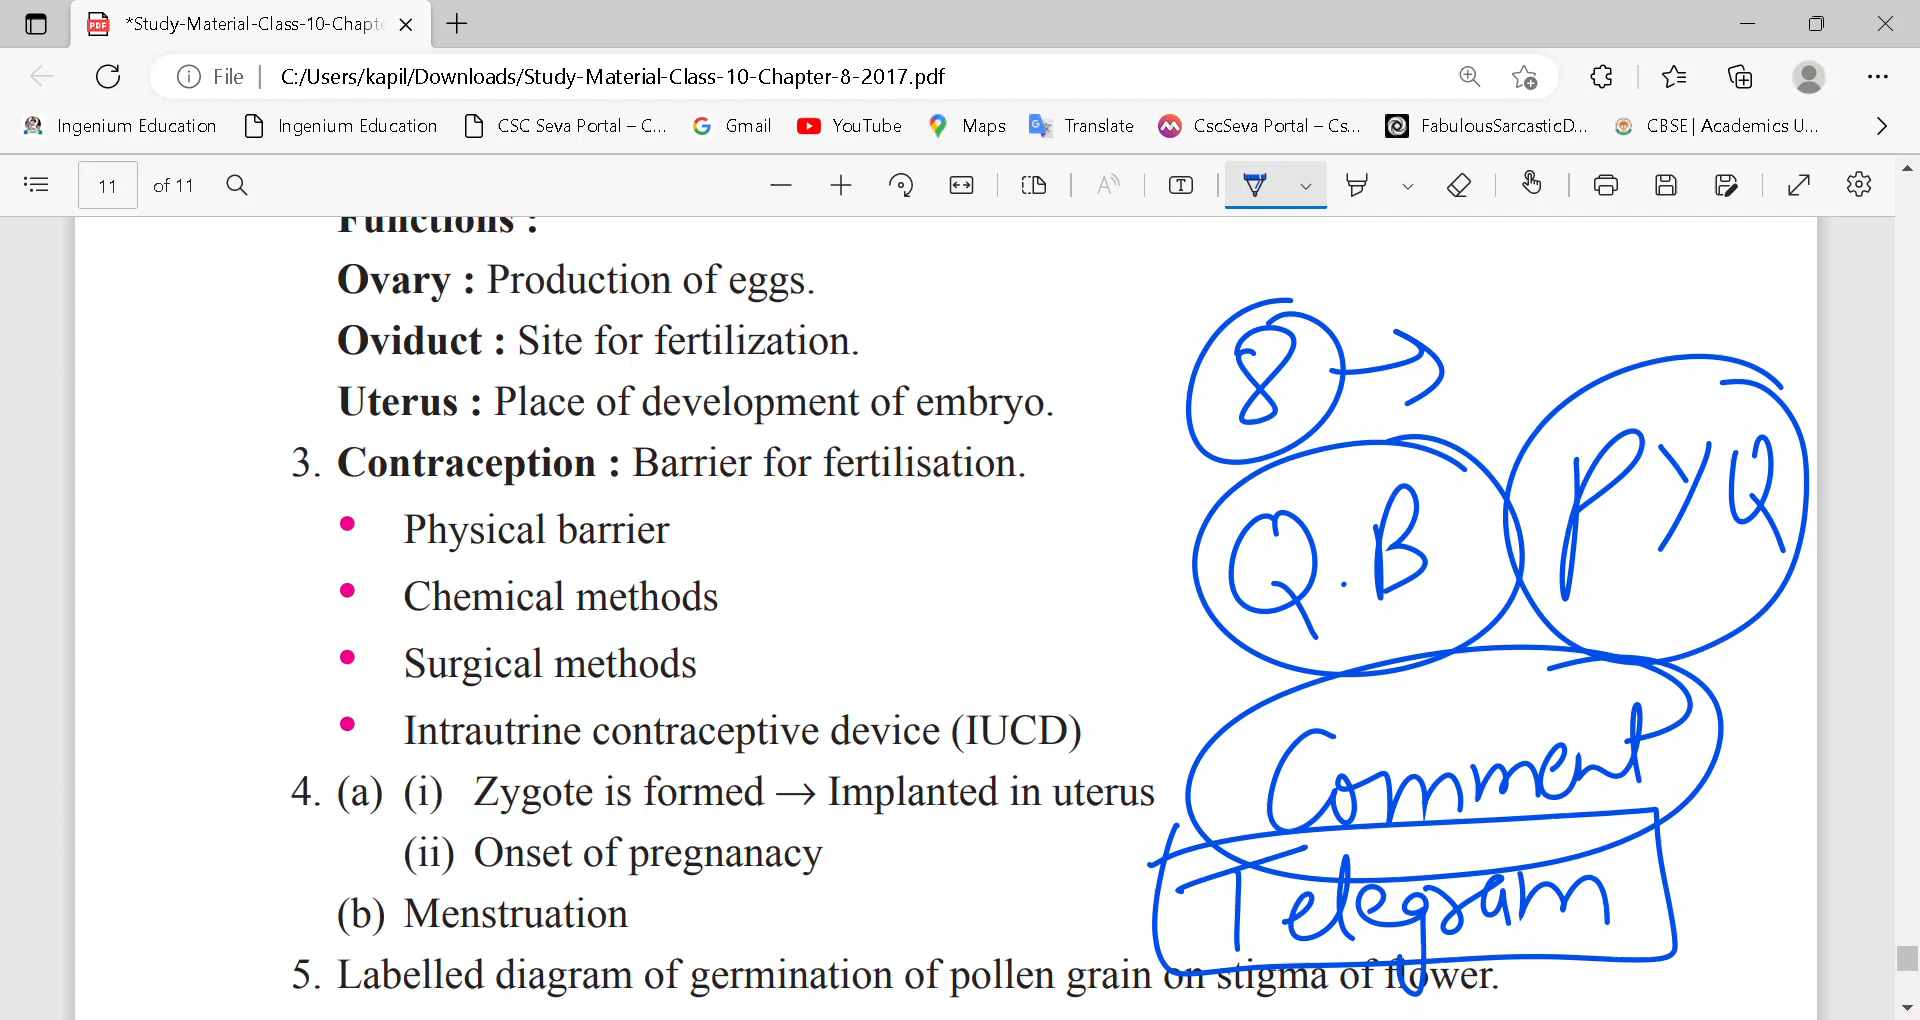 *Study-Material-Class-10-Chapte
File C:/Users/kapil/Downloads/Study-Material-Class-10-Chapter-8-2017.pdf
Ingenium Education Ingenium Education CSC Seva Portal – C... Gmail YouTube Maps Translate CscSeva Portal – Cs... FabulousSarcasticD... CBSE | Academics U...
11 of 11
Functions :
Ovary : Production of eggs.
Oviduct : Site for fertilization.
Uterus : Place of development of embryo.
3. Contraception : Barrier for fertilisation.
• Physical barrier
• Chemical methods
• Surgical methods
• Intrautrine contraceptive device (IUCD)
4. (a) (i) Zygote is formed → Implanted in uterus
(ii) Onset of pregnanacy
(b) Menstruation
5. Labelled diagram of germination of pollen grain on stigma of flower.
8 →
Q.B PYQ
Comment
Telegram